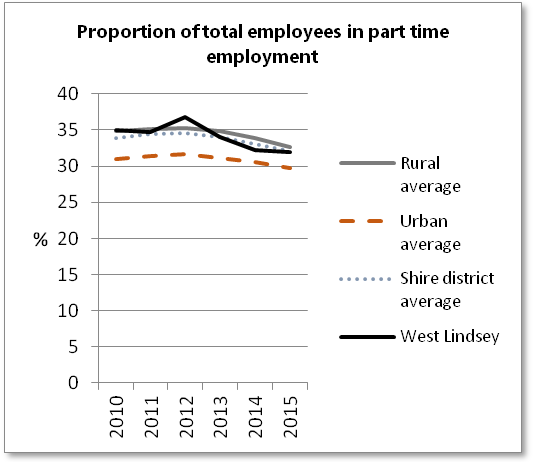 Proportion of total employees in part time
employment
40
35
30
25
20
15
10
5
0
%
2010
2011
2012
2013
2014
2015
Rural
average
Urban
average
Shire district
average
West Lindsey